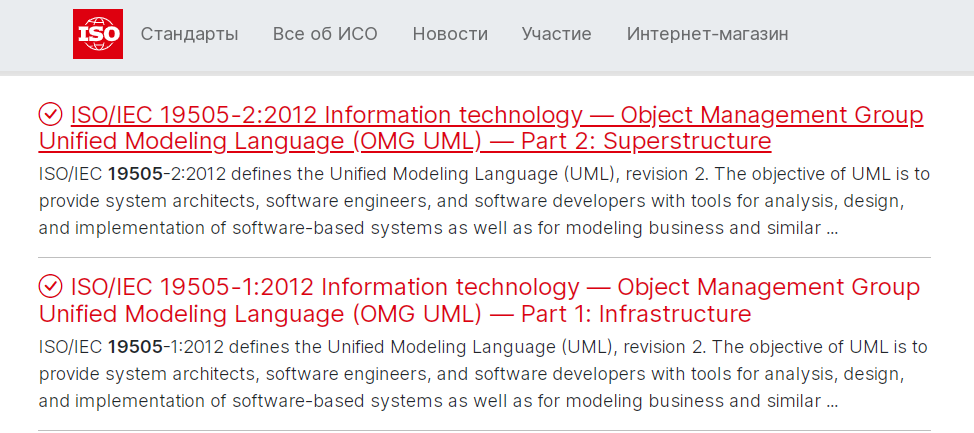 ISO Стандарты Все об ИСО Новости Участие Интернет-магазин
ISO/IEC 19505-2:2012 Information technology — Object Management Group
Unified Modeling Language (OMG UML) — Part 2: Superstructure
ISO/IEC 19505-2:2012 defines the Unified Modeling Language (UML), revision 2. The objective of UML is to
provide system architects, software engineers, and software developers with tools for analysis, design,
and implementation of software-based systems as well as for modeling business and similar ...
ISO/IEC 19505-1:2012 Information technology — Object Management Group
Unified Modeling Language (OMG UML) — Part 1: Infrastructure
ISO/IEC 19505-1:2012 defines the Unified Modeling Language (UML), revision 2. The objective of UML is to
provide system architects, software engineers, and software developers with tools for analysis, design,
and implementation of software-based systems as well as for modeling business and similar ...